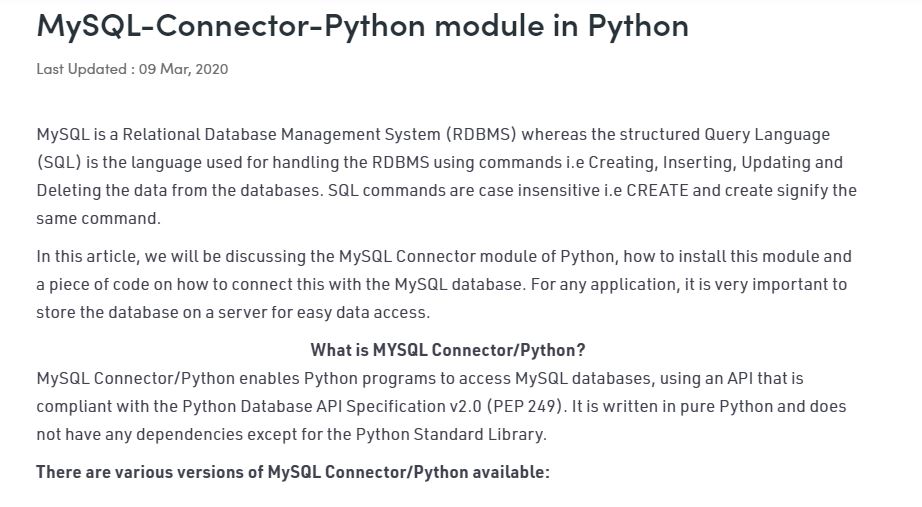 MySQL-Connector-Python module in Python
Last Updated : 09 Mar, 2020
MySQL is a Relational Database Management System (RDBMS) whereas the structured Query Language
(SQL) is the language used for handling the RDBMS using commands i.e Creating, Inserting, Updating and
Deleting the data from the databases. SQL commands are case insensitive i.e CREATE and create signify the
same command.
In this article, we will be discussing the MySQL Connector module of Python, how to install this module and
a piece of code on how to connect this with the MySQL database. For any application, it is very important to
store the database on a server for easy data access.
What is MYSQL Connector/Python?
MySQL Connector/Python enables Python programs to access MySQL databases, using an API that is
compliant with the Python Database API Specification v2.0 (PEP 249). It is written in pure Python and does
not have any dependencies except for the Python Standard Library.
There are various versions of MySQL Connector/Python available: